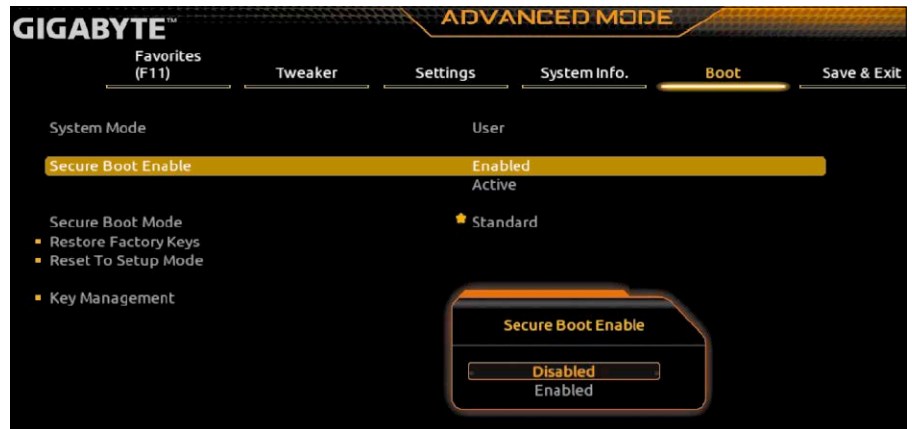 GIGABYTE™
ADVANCED MODE
Favorites
(F11) Tweaker Settings System Info. Boot Save & Exit
System Mode User
Secure Boot Enable Enabled
Active
Secure Boot Mode Standard
Restore Factory Keys
Reset To Setup Mode
Key Management
Secure Boot Enable
Disabled
Enabled